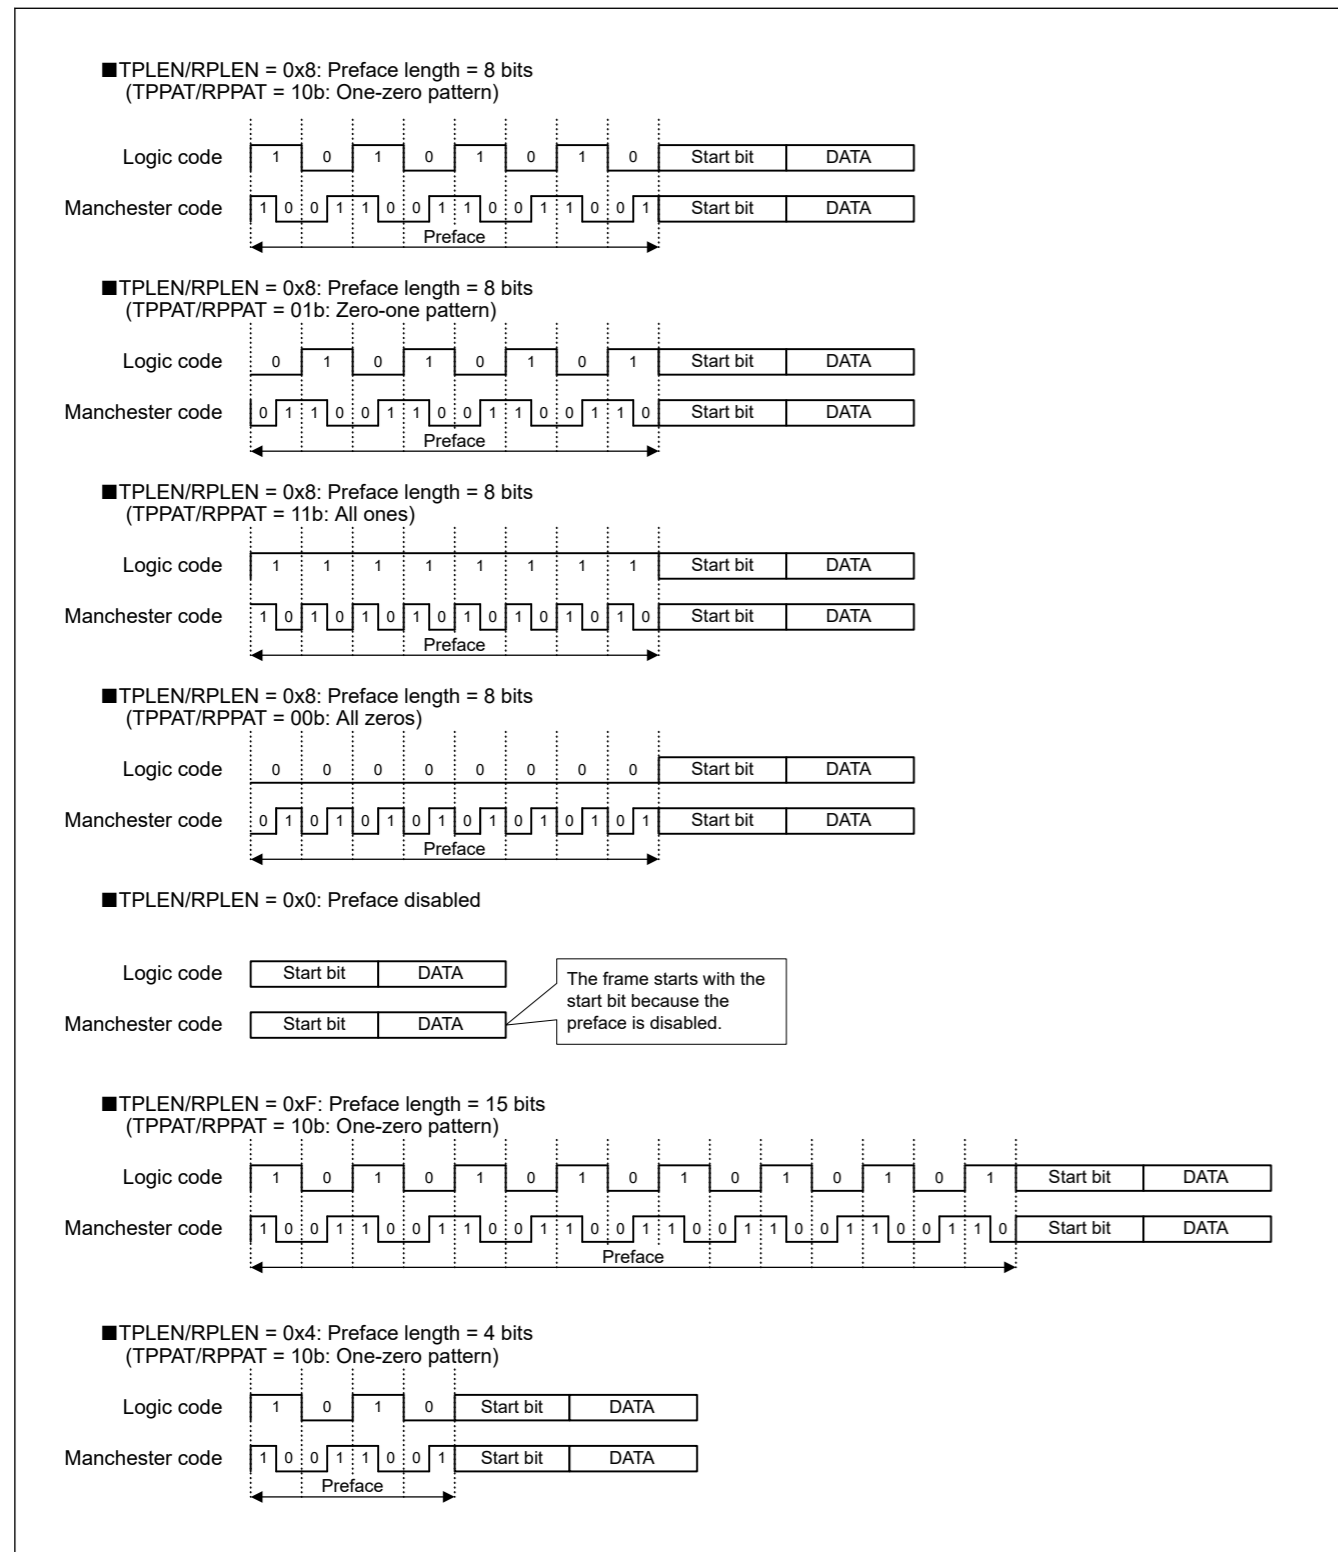 ■TPLEN/RPLEN = 0x8: Preface length = 8 bits
(TPPAT/RPPAT = 10b: One-zero pattern)
Logic code 1 0 1 0 1 0 1 0 Start bit DATA
Manchester code 1 0 0 1 1 0 0 1 1 0 0 1 1 0 0 1 Start bit DATA
Preface
■TPLEN/RPLEN = 0x8: Preface length = 8 bits
(TPPAT/RPPAT = 01b: Zero-one pattern)
Logic code 0 1 0 1 0 1 0 1 Start bit DATA
Manchester code 0 1 1 0 0 1 1 0 0 1 1 0 0 1 1 0 Start bit DATA
Preface
■TPLEN/RPLEN = 0x8: Preface length = 8 bits
(TPPAT/RPPAT = 11b: All ones)
Logic code 1 1 1 1 1 1 1 1 Start bit DATA
Manchester code 1 0 1 0 1 0 1 0 1 0 1 0 1 0 1 0 Start bit DATA
Preface
■TPLEN/RPLEN = 0x8: Preface length = 8 bits
(TPPAT/RPPAT = 00b: All zeros)
Logic code 0 0 0 0 0 0 0 0 Start bit DATA
Manchester code 0 1 0 1 0 1 0 1 0 1 0 1 0 1 0 1 Start bit DATA
Preface
■TPLEN/RPLEN = 0x0: Preface disabled
Logic code Start bit DATA
Manchester code Start bit DATA
The frame starts with the
start bit because the
preface is disabled.
■TPLEN/RPLEN = 0xF: Preface length = 15 bits
(TPPAT/RPPAT = 10b: One-zero pattern)
Logic code 1 0 1 0 1 0 1 0 1 0 1 0 1 0 1 Start bit DATA
Manchester code 1 0 0 1 1 0 0 1 1 0 0 1 1 0 0 1 1 0 0 1 1 0 0 1 1 0 0 1 1 0 Start bit DATA
Preface
■TPLEN/RPLEN = 0x4: Preface length = 4 bits
(TPPAT/RPPAT = 10b: One-zero pattern)
Logic code 1 0 1 0 Start bit DATA
Manchester code 1 0 0 1 1 0 0 1 Start bit DATA
Preface